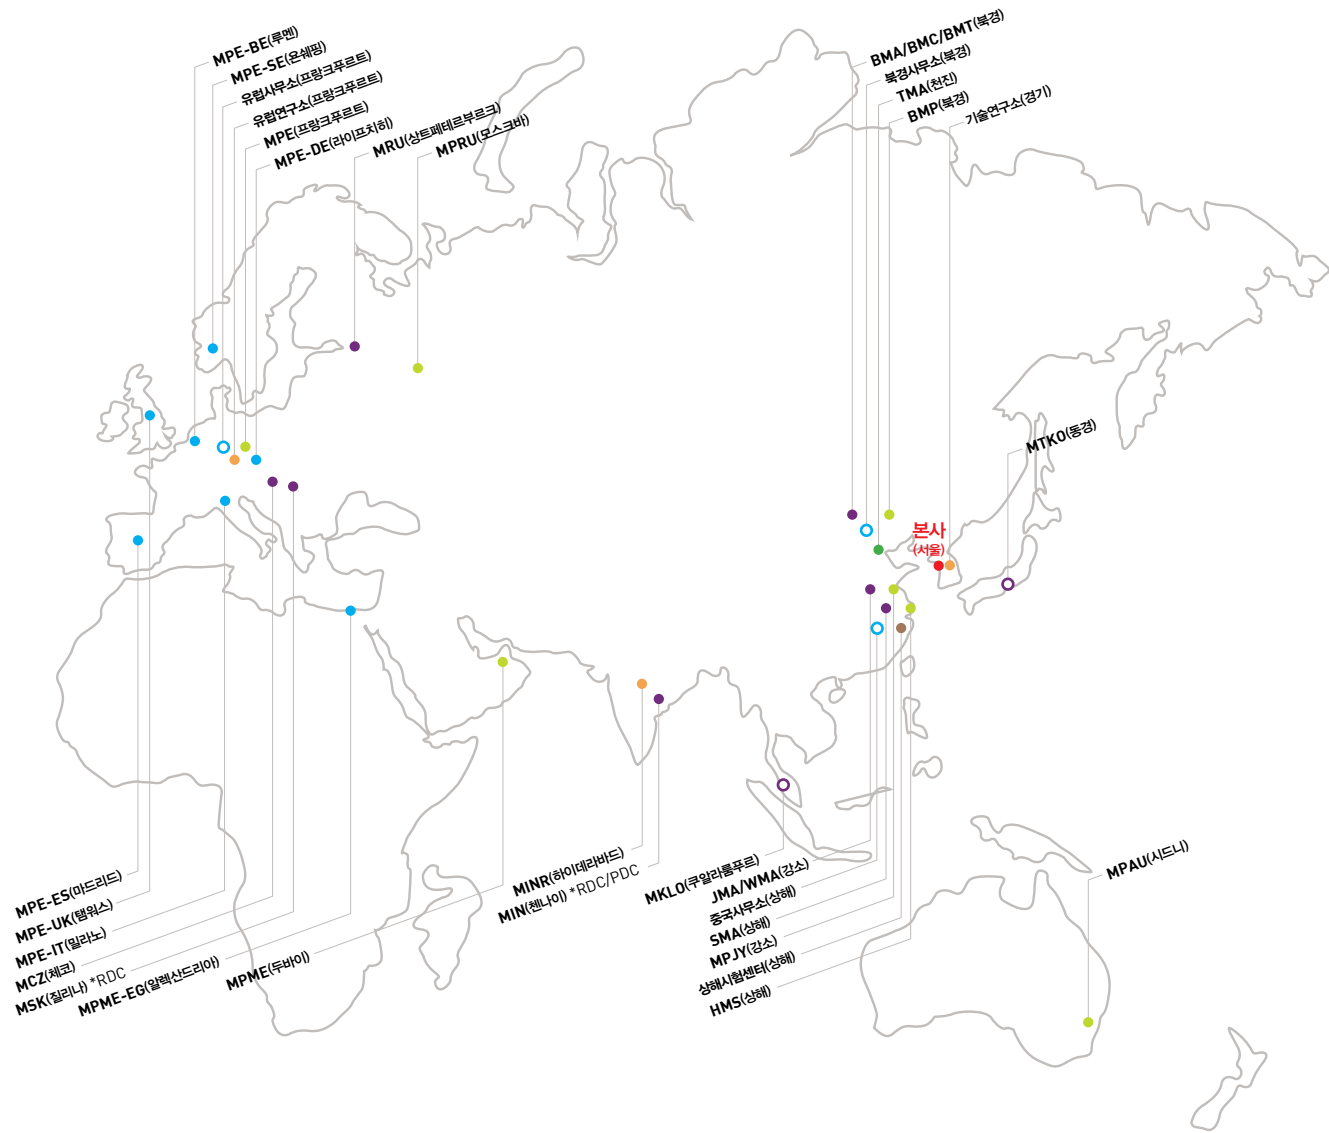 MPE-BE(루멘)
MPE-SE(욘쉐핑)
유럽사무소(프랑크푸르트)
유럽연구소(프랑크푸르트)
MPE(프랑크푸르트)
MPE-DE(라이프치히)
MRU(상트페테르부르크)
MPRU(모스크바)
BMA/BMC/BMT(북경)
북경사무소(북경)
TMA(천진)
BMP(북경)
기술연구소(경기)
MTKO(동경)
본사
(서울)
MPE-ES(마드리드)
MPE-UK(탬워스)
MPE-IT(밀라노)
MCZ(체코)
MSK(질리나) *RDC
MPME-EG(알렉산드리아)
MPME(두바이)
MINR(하이데라바드)
MIN(첸나이) *RDC/PDC
MKLO(쿠알라룸푸르)
JMA/WMA(강소)
중국사무소(상해)
SMA(상해)
MPJY(강소)
상해시험센터(상해)
HMS(상해)
MPAU(시드니)